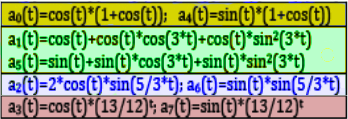 a₀(t)=cos(t)*(1+cos(t)); a₄(t)=sin(t)*(1+cos(t))
a₁(t)=cos(t)+cos(t)*cos(3*t)+cos(t)*sin²(3*t)
a₅(t)=sin(t)+sin(t)*cos(3*t)+sin(t)*sin²(3*t)
a₂(t)=2*cos(t)*sin(5/3*t); a₆(t)=sin(t)*sin(5/3*t)
a₃(t)=cos(t)*(13/12)ᵗ; a₇(t)=sin(t)*(13/12)ᵗ